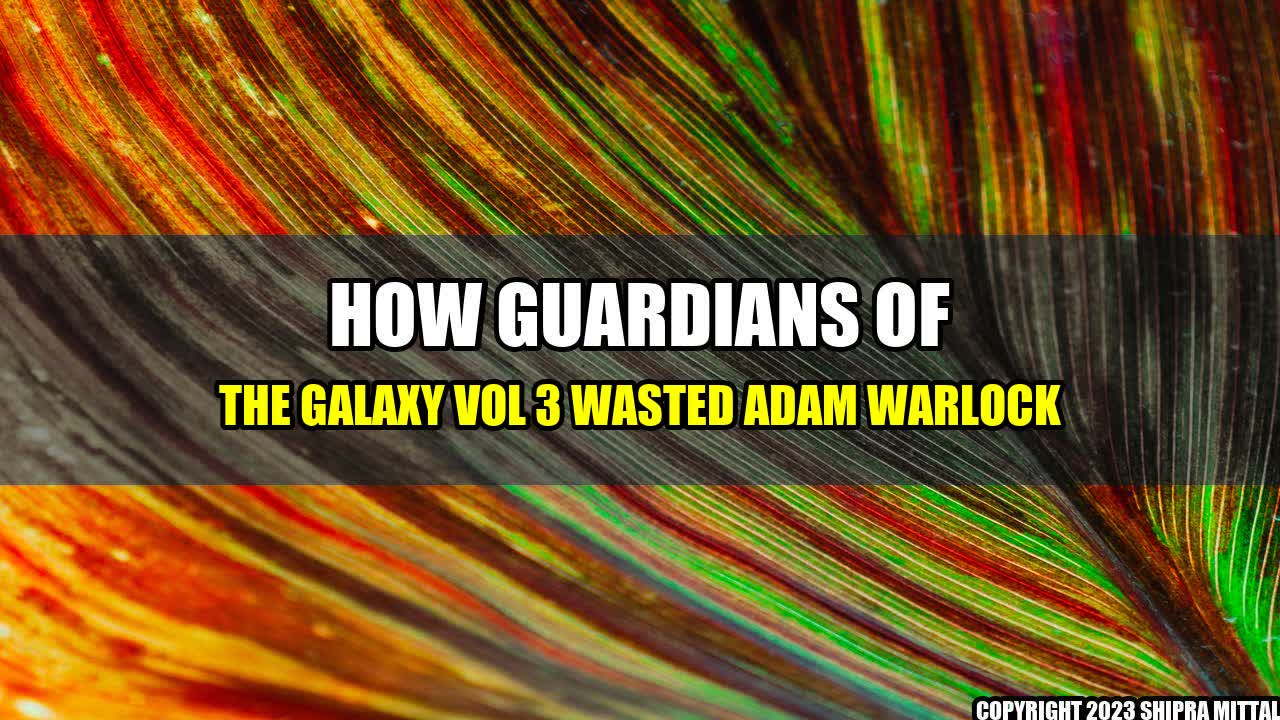 HOW GUARDIANS OF
THE GALAXY VOL 3 WASTED ADAM WARLOCK
COPYRIGHT 2023 SHIPRA MITTAL